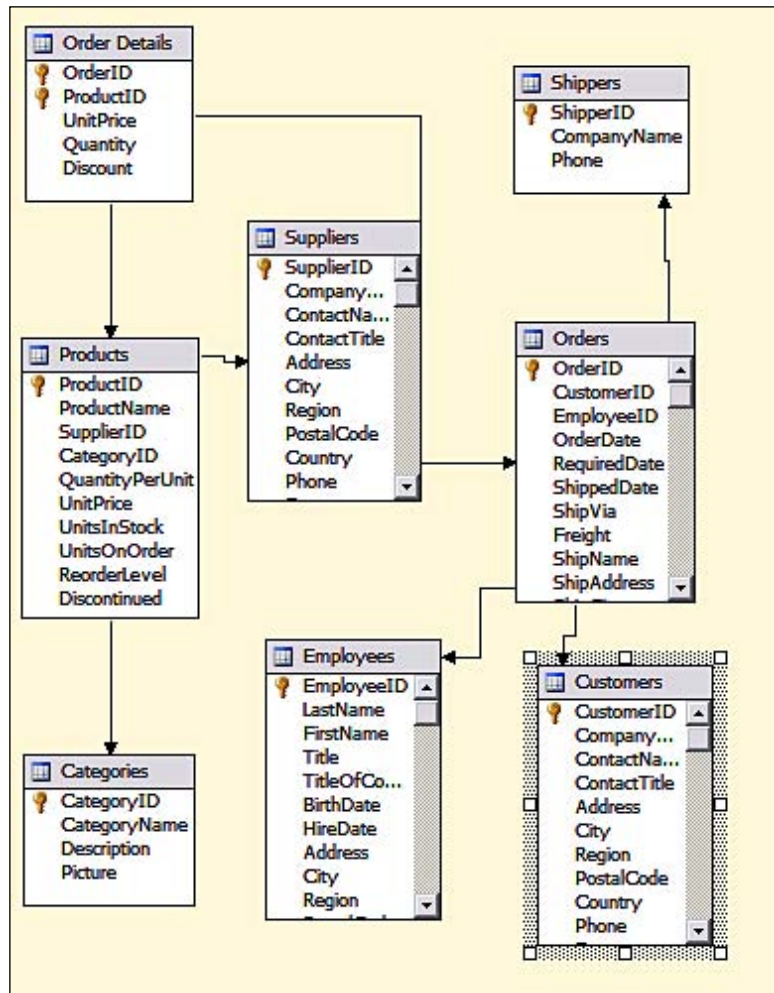 Order Details
OrderID
ProductID
UnitPrice
Quantity
Discount
Shippers
ShipperID
CompanyName
Phone
Suppliers
SupplierID
Company...
ContactNa...
ContactTitle
Address
City
Region
PostalCode
Country
Phone
Products
ProductID
ProductName
SupplierID
CategoryID
QuantityPerUnit
UnitPrice
UnitsInStock
UnitsOnOrder
ReorderLevel
Discontinued
Orders
OrderID
CustomerID
EmployeeID
OrderDate
RequiredDate
ShippedDate
ShipVia
Freight
ShipName
ShipAddress
Employees
EmployeeID
LastName
FirstName
Title
TitleOfCo...
BirthDate
HireDate
Address
City
Region
Customers
CustomerID
Company...
ContactNa...
ContactTitle
Address
City
Region
PostalCode
Country
Phone
Categories
CategoryID
CategoryName
Description
Picture